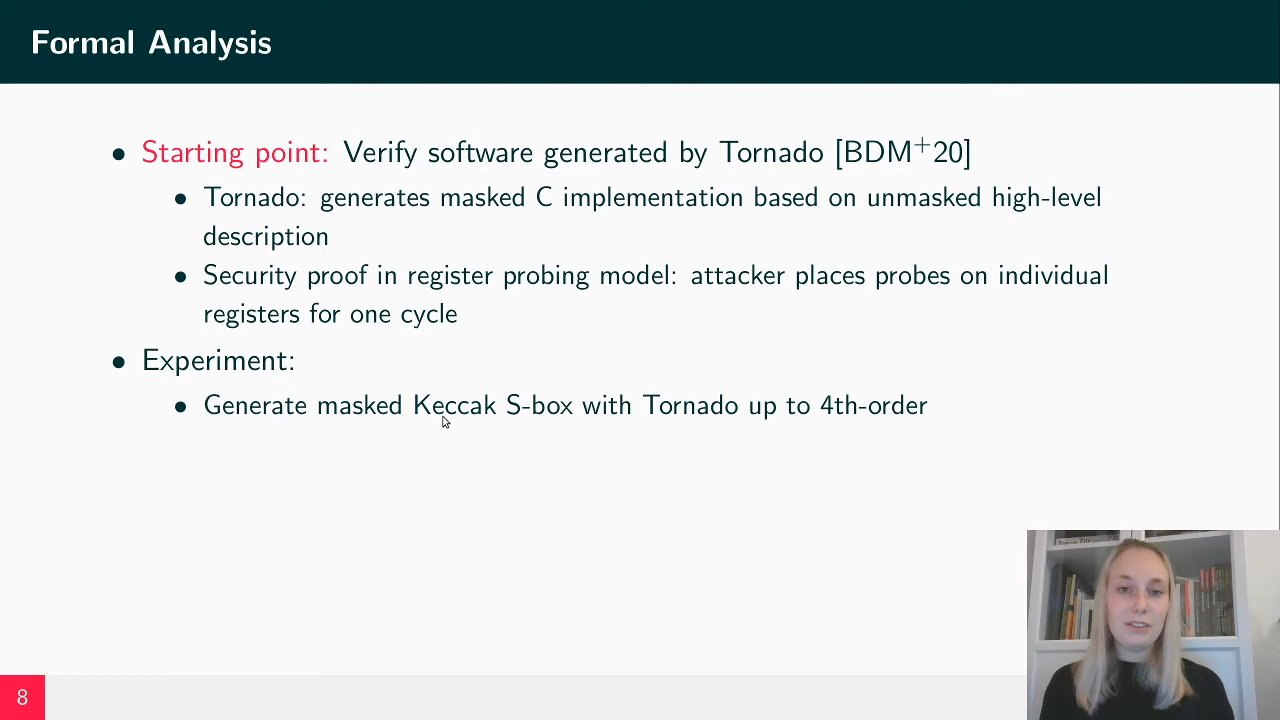 Formal Analysis
• Starting point: Verify software generated by Tornado [BDM+20]
• Tornado: generates masked C implementation based on unmasked high-level
description
• Security proof in register probing model: attacker places probes on individual
registers for one cycle
• Experiment:
• Generate masked Keccak S-box with Tornado up to 4th-order
8